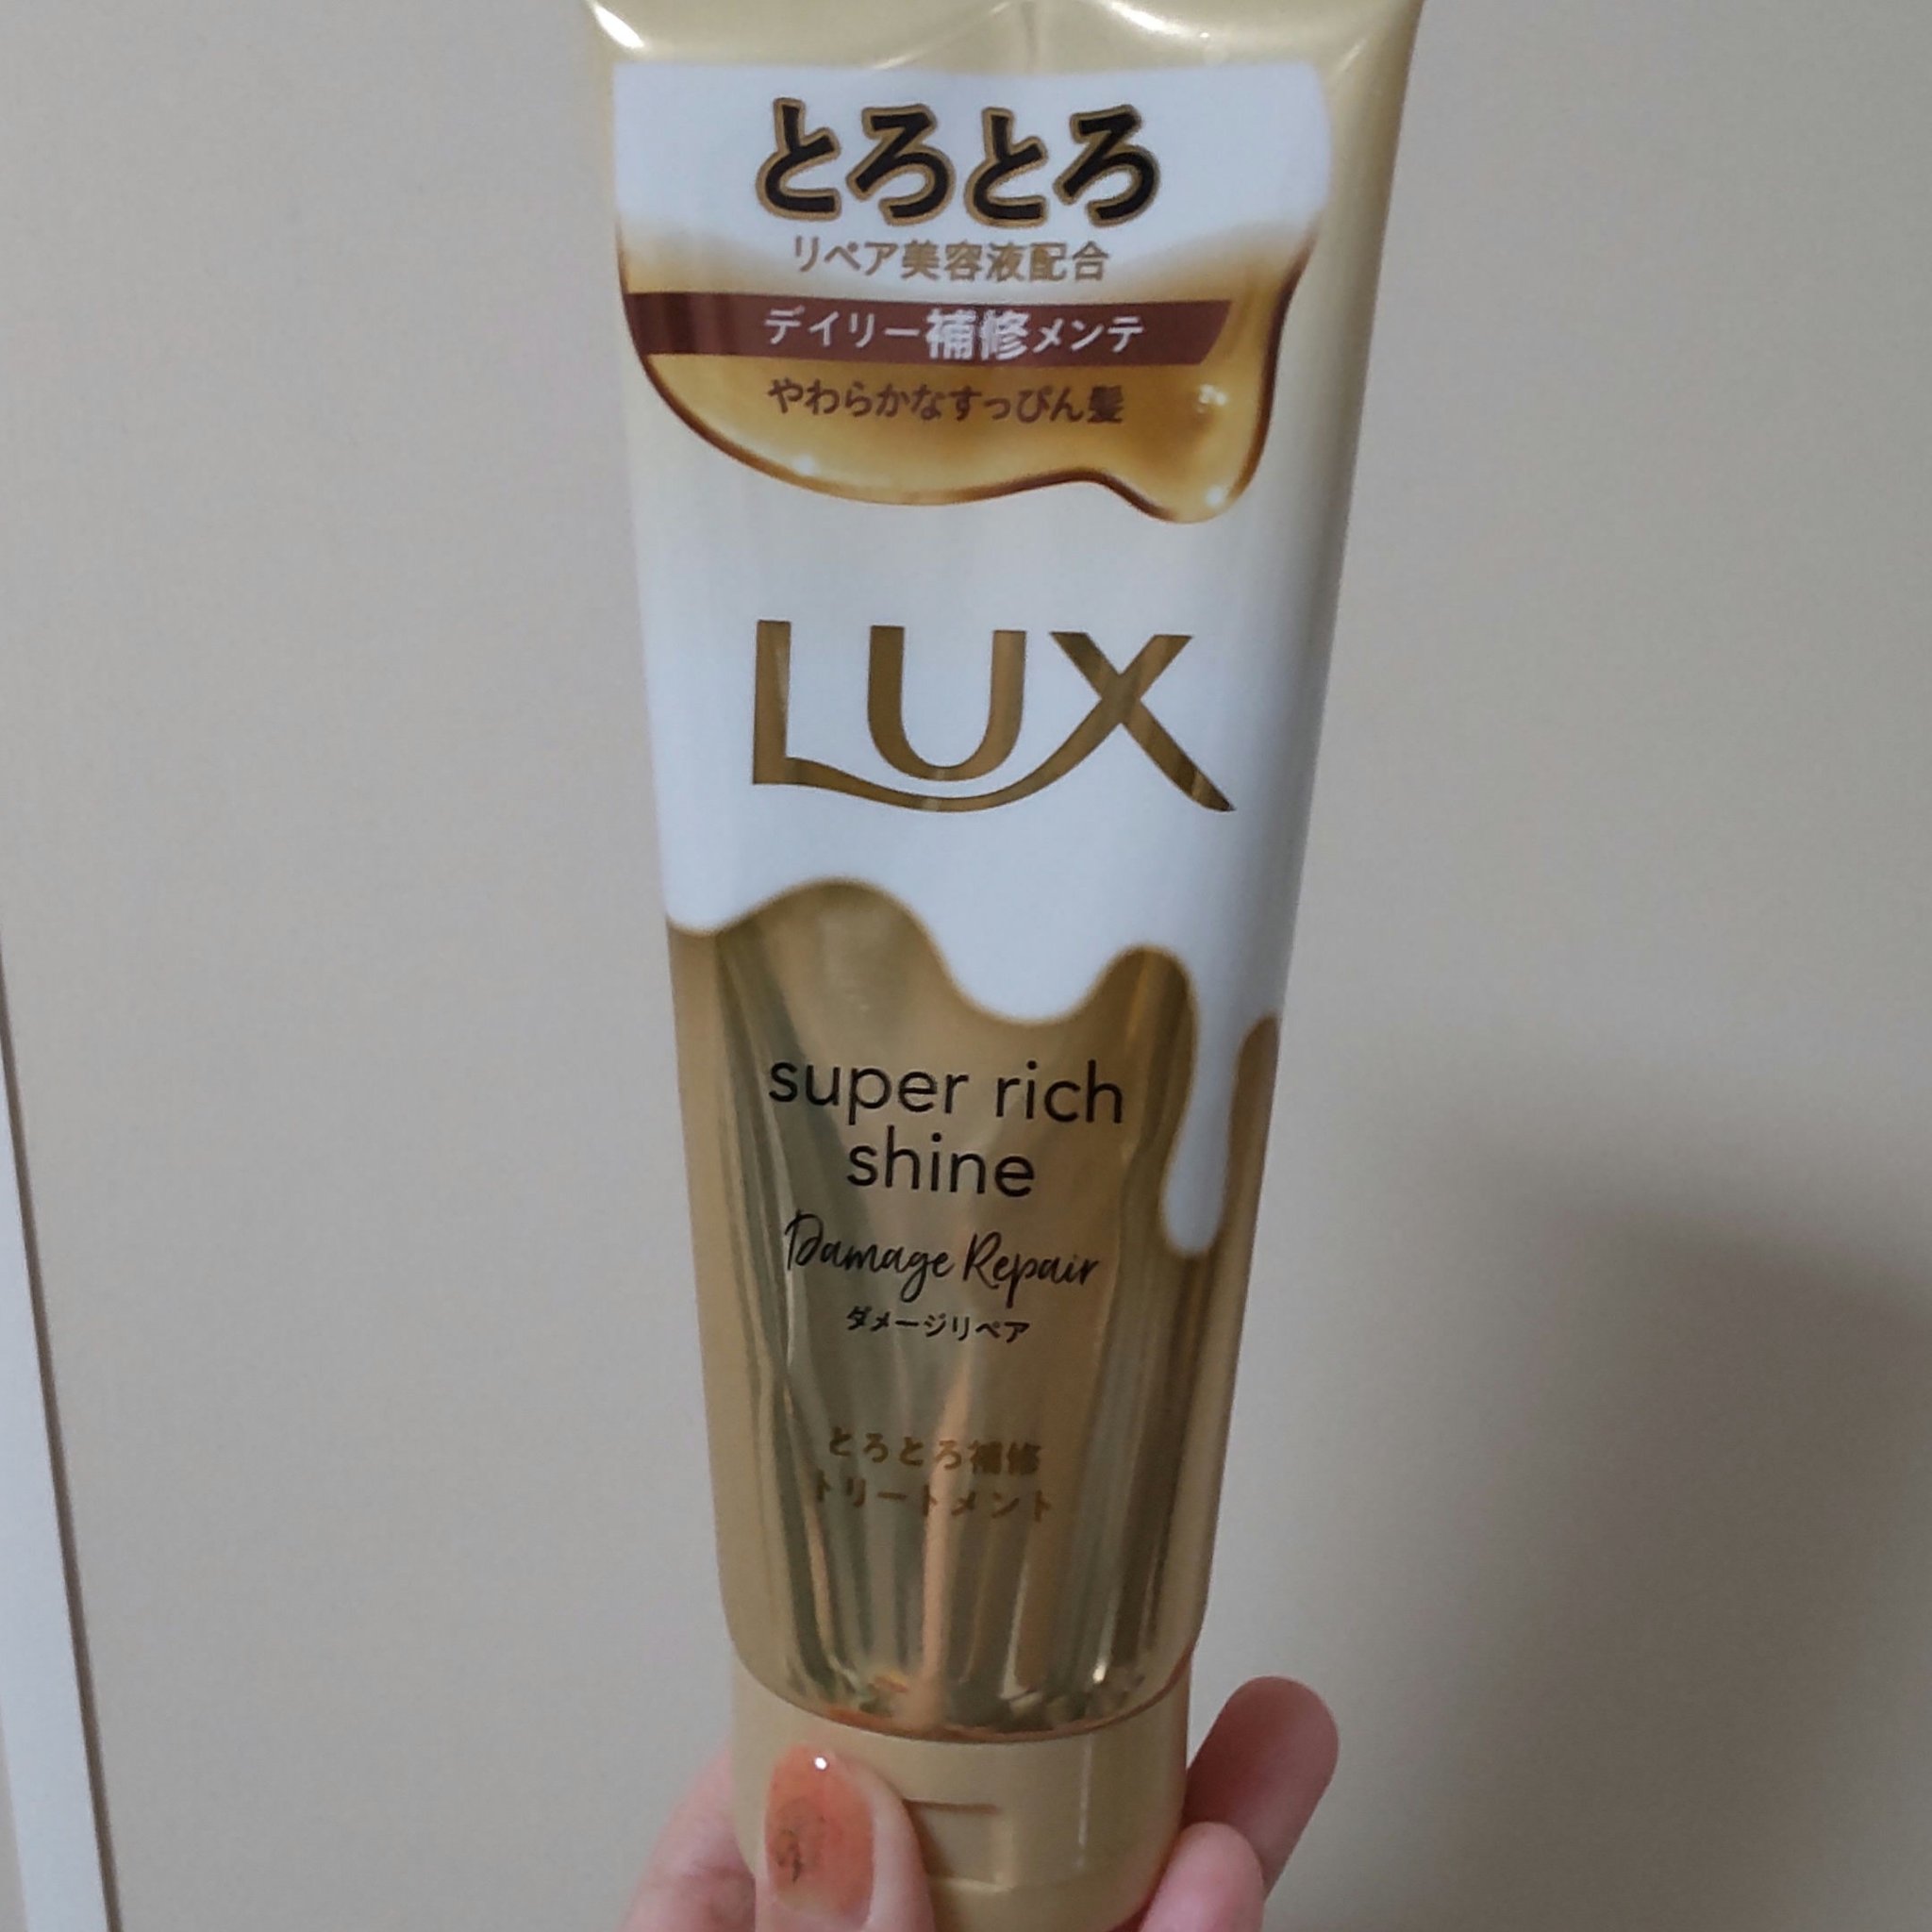 とろとろ
リペア美容液配合
デイリー補修メンテ
やわらかなすっぴん髪
LUX
super rich
shine
Damage Repair
ダメージリペア
とろとろ補修
トリートメント